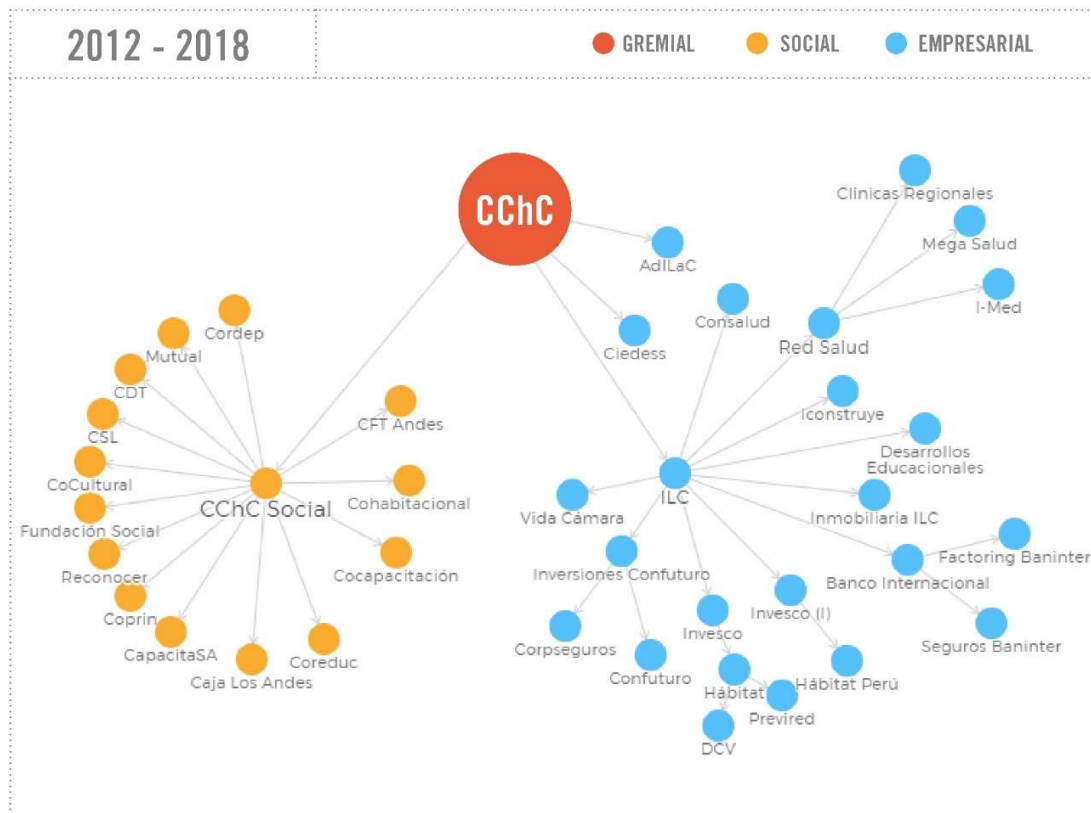 2012 - 2018
GREMIAL
SOCIAL
EMPRESARIAL
CChC
Clinicas Regionales
Mega Salud
AdILaC
I-Med
Consalud
Cordep
Red Salud
Ciedess
Mutual
CDT
Iconstruye
CFT Andes
CSL
Desarrollos
Educacionales
CoCultural
ILC
CChC Social
Cohabitacional
Vida Cámara
Inmobiliaria ILC
Fundación Social
Factoring Baninter
Reconocer
Cocapacitación
Inversiones Confuturo
Banco Internacional
Coprin
Invesco (I)
Invesco
Corpseguros
Seguros Baninter
CapacitaSA
Coreduc
Caja Los Andes
Confuturo
Hábitat
Hábitat Perú
Previred
DCV